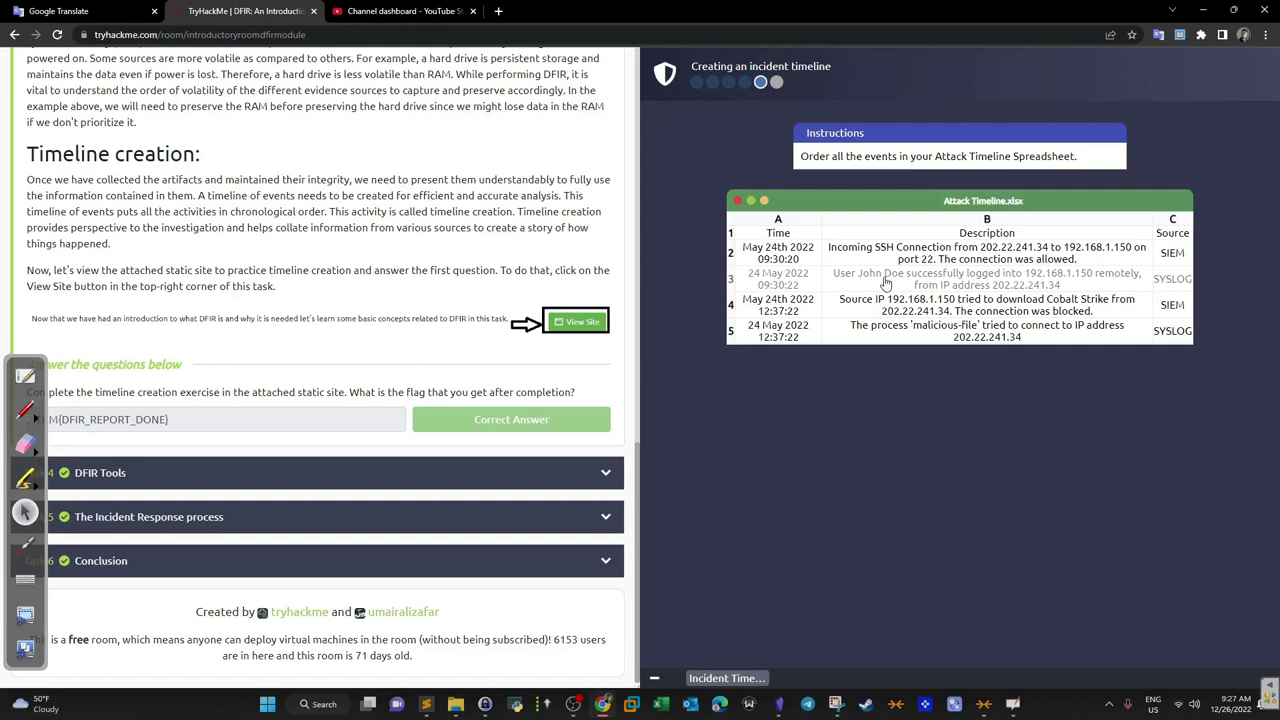 Google Translate
TryHackMe | DFIR: An Introductio
Channel dashboard - YouTube St
tryhackme.com/room/introductoryroomdfirmodule
powered on. Some sources are more volatile as compared to others. For example, a hard drive is persistent storage and
maintains the data even if power is lost. Therefore, a hard drive is less volatile than RAM. While performing DFIR, it is
vital to understand the order of volatility of the different evidence sources to capture and preserve accordingly. In the
example above, we will need to preserve the RAM before preserving the hard drive since we might lose data in the RAM
if we don't prioritize it.
Timeline creation:
Once we have collected the artifacts and maintained their integrity, we need to present them understandably to fully use
the information contained in them. A timeline of events needs to be created for efficient and accurate analysis. This
timeline of events puts all the activities in chronological order. This activity is called timeline creation. Timeline creation
provides perspective to the investigation and helps collate information from various sources to create a story of how
things happened.
Now, let's view the attached static site to practice timeline creation and answer the first question. To do that, click on the
View Site button in the top-right corner of this task.
Now that we have had an introduction to what DFIR is and why it is needed let's learn some basic concepts related to DFIR in this task.
View Site
wer the questions below
Complete the timeline creation exercise in the attached static site. What is the flag that you get after completion?
M{DFIR_REPORT_DONE}
Correct Answer
4 DFIR Tools
5 The Incident Response process
Task 6 Conclusion
Created by tryhackme and umairalizafar
This is a free room, which means anyone can deploy virtual machines in the room (without being subscribed)! 6153 users
are in here and this room is 71 days old.
Creating an incident timeline
Instructions
Order all the events in your Attack Timeline Spreadsheet.
Attack Timeline.xlsx
A B C
1 Time Description Source
2 May 24th 2022 09:30:20 Incoming SSH Connection from 202.22.241.34 to 192.168.1.150 on port 22. The connection was allowed. SIEM
3 24 May 2022 09:30:22 User John Doe successfully logged into 192.168.1.150 remotely, from IP address 202.22.241.34 SYSLOG
4 May 24th 2022 12:37:22 Source IP 192.168.1.150 tried to download Cobalt Strike from 202.22.241.34. The connection was blocked. SIEM
5 24 May 2022 12:37:22 The process 'malicious-file' tried to connect to IP address 202.22.241.34 SYSLOG
Incident Time...
50°F
Cloudy
Search
ENG
US
9:27 AM
12/26/2022